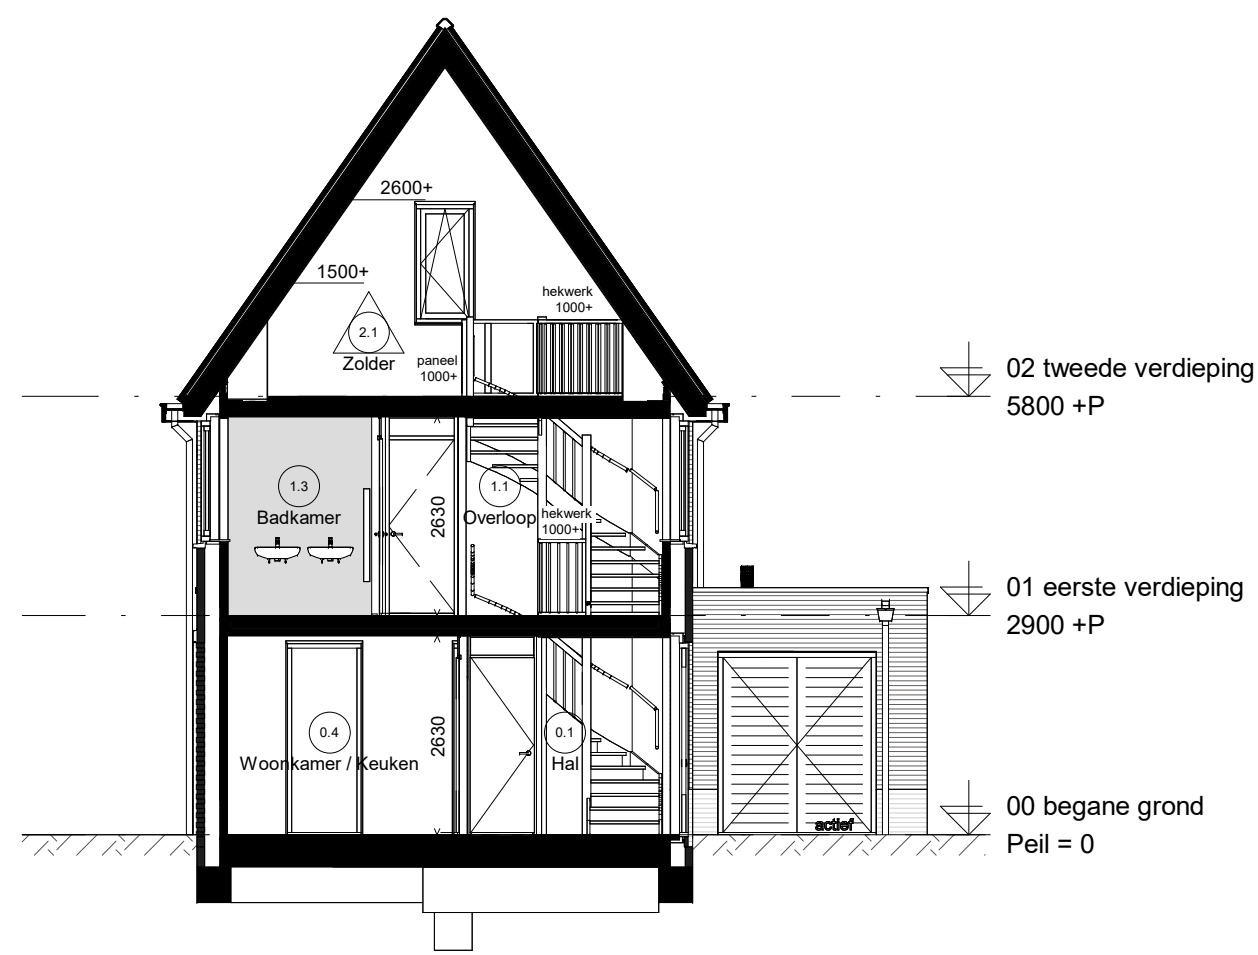 2600+
1500+
hekwerk
1000+
2.1
Zolder
paneel
1000+
02 tweede verdieping
5800 +P
1.3
Badkamer
2630
1.1
Overloop
hekwerk
1000+
01 eerste verdieping
2900 +P
0.4
Woonkamer / Keuken
2630
0.1
Hal
actief
00 begane grond
Peil = 0